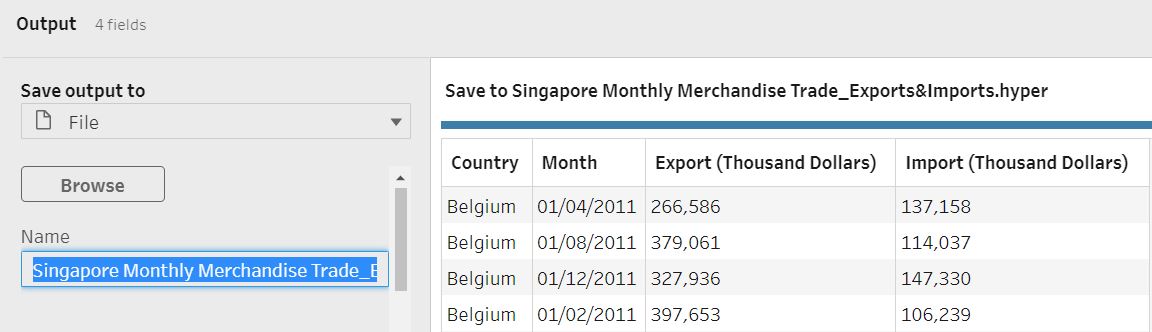 Output 4 fields
Save output to
File
Browse
Name
Singapore Monthly Merchandise Trade_E
Save to Singapore Monthly Merchandise Trade_Exports&Imports.hyper
Country Month Export (Thousand Dollars) Import (Thousand Dollars)
Belgium 01/04/2011 266,586 137,158
Belgium 01/08/2011 379,061 114,037
Belgium 01/12/2011 327,936 147,330
Belgium 01/02/2011 397,653 106,239